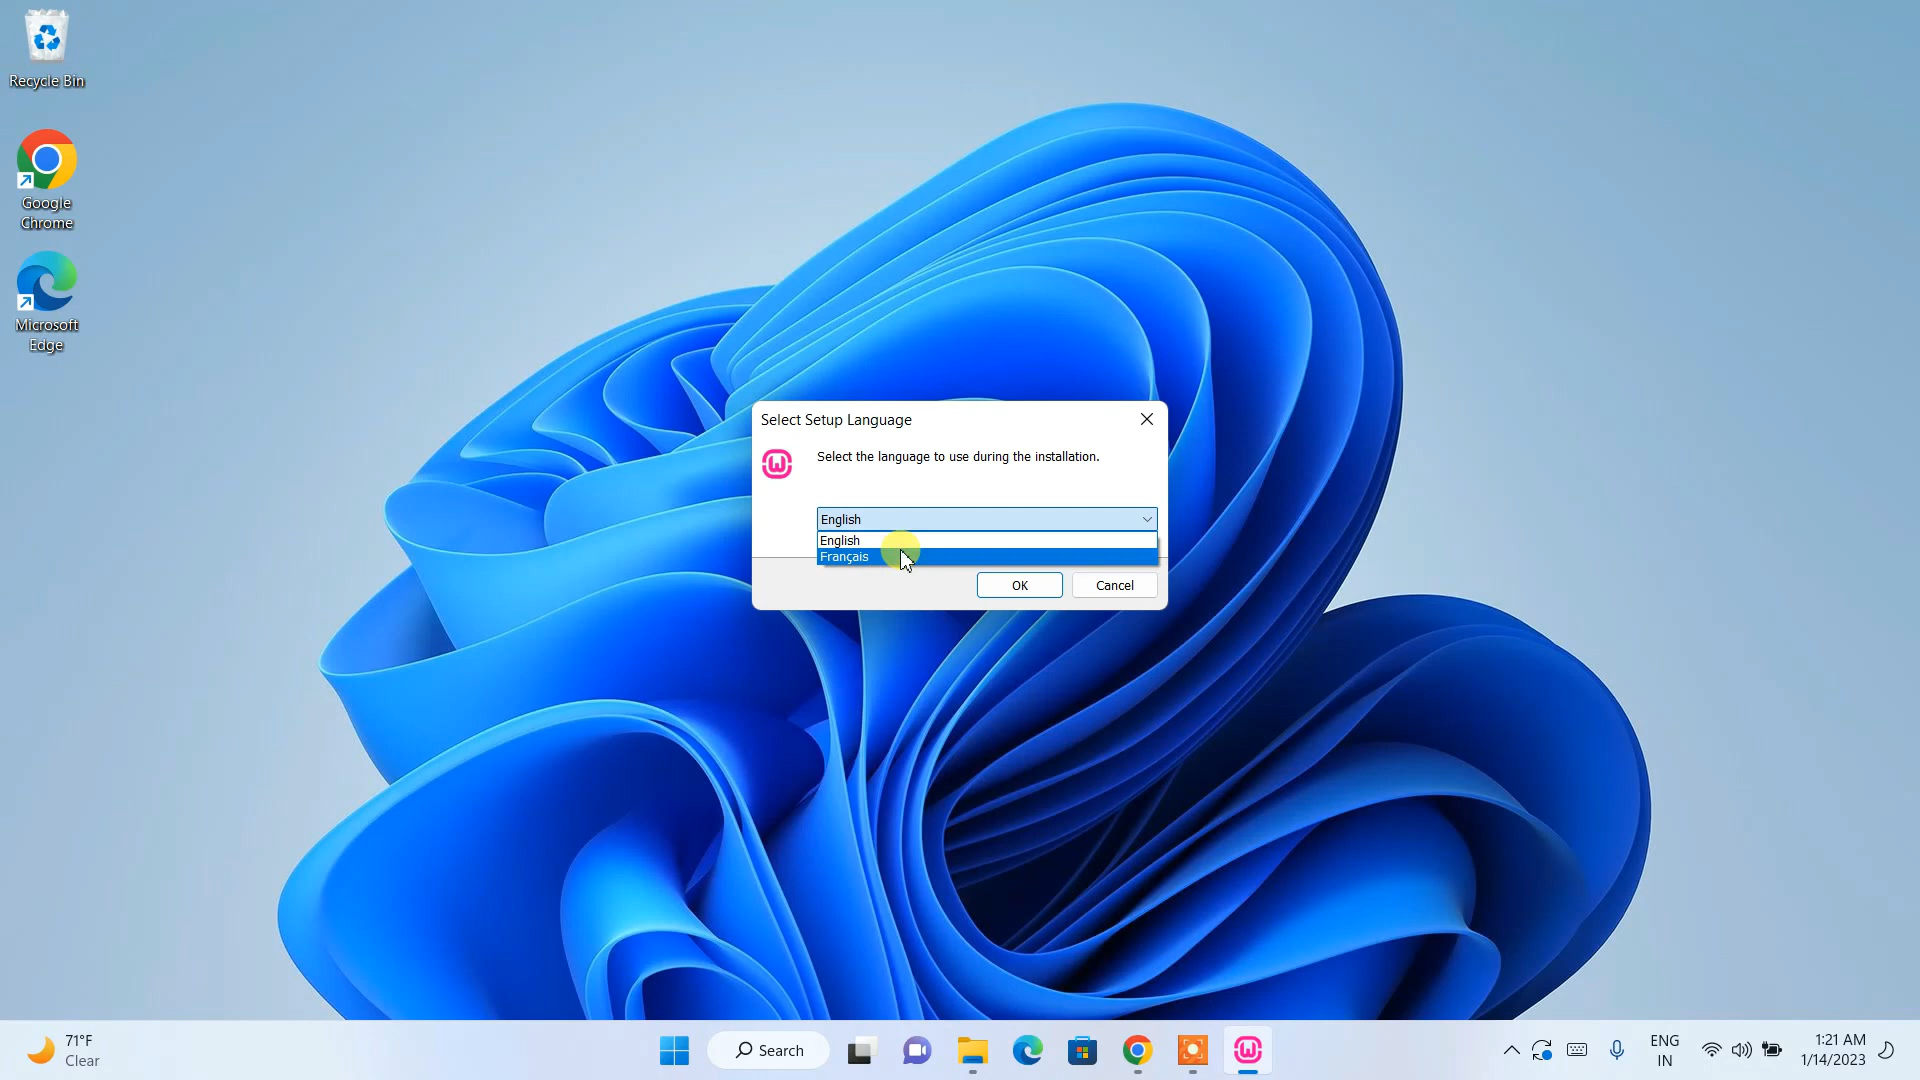 Recycle Bin
Google
Chrome
Microsoft
Edge
Select Setup Language
Select the language to use during the installation.
English
English
Français
OK
Cancel
71°F
Clear
Search
ENG
IN
1:21 AM
1/14/2023